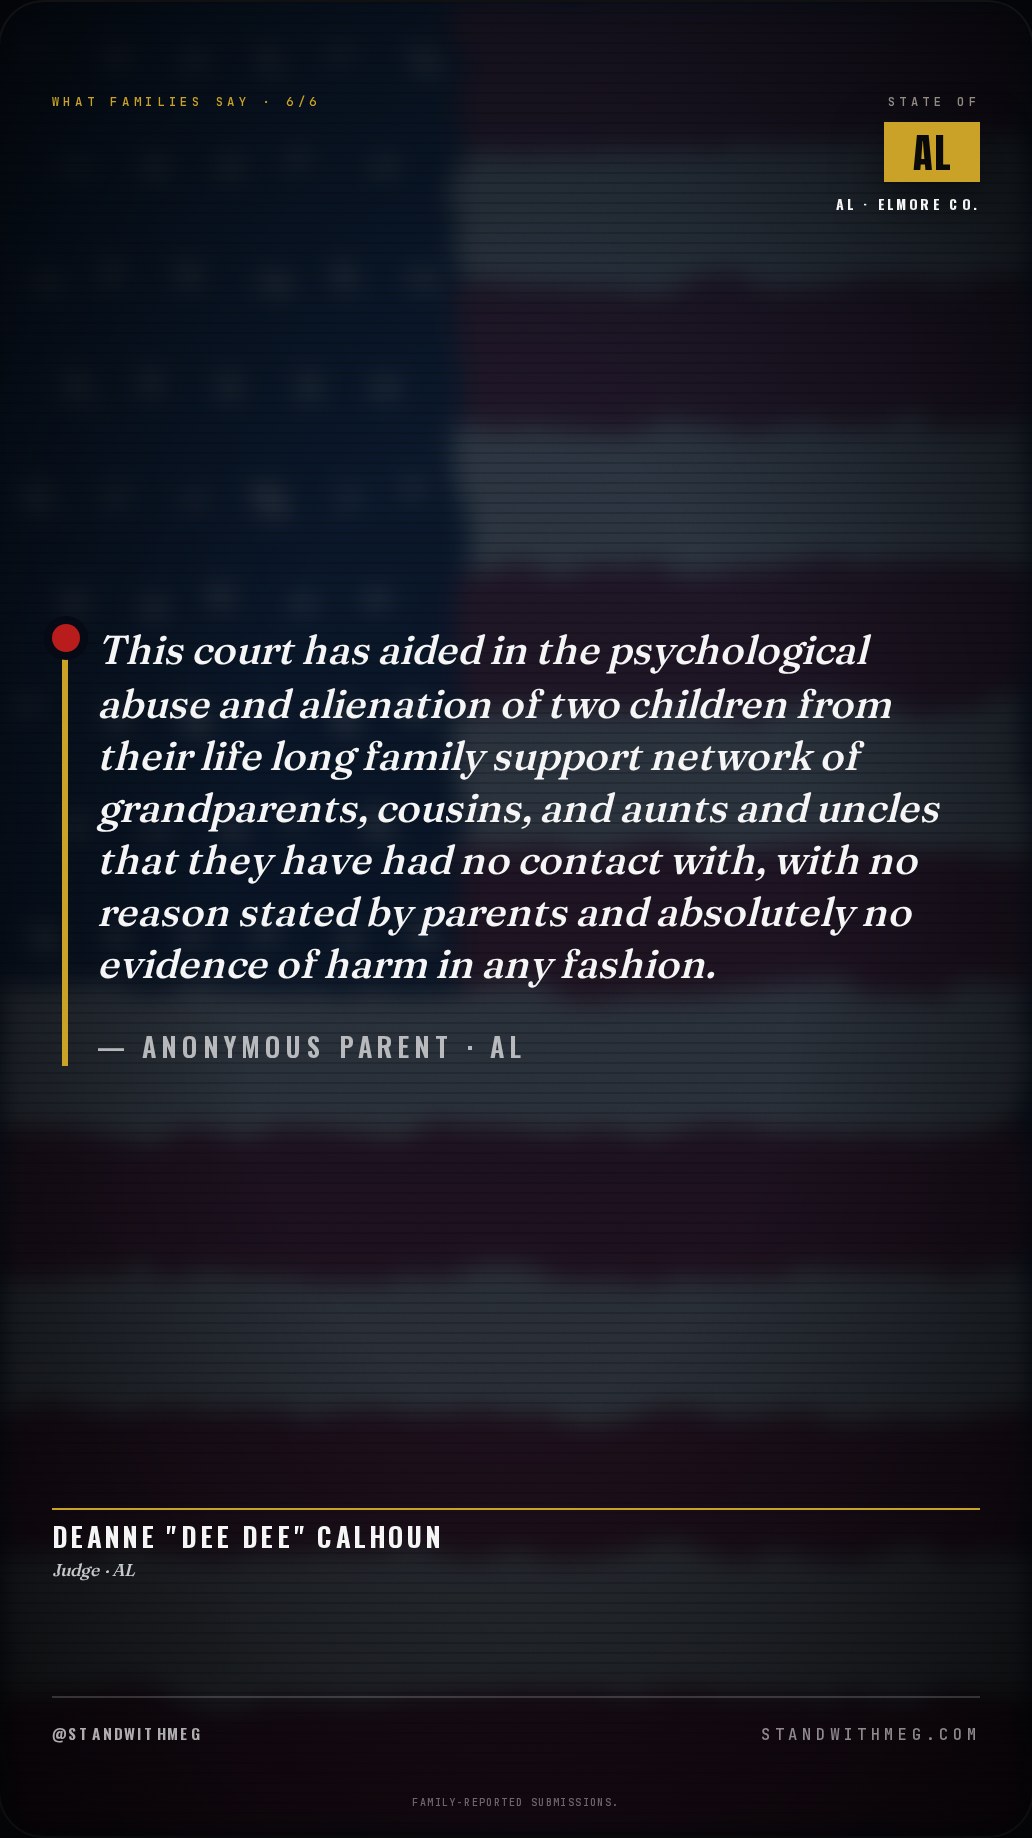 WHAT FAMILIES SAY · 6/6
STATE OF
AL
AL · ELMORE CO.
This court has aided in the psychological
abuse and alienation of two children from
their life long family support network of
grandparents, cousins, and aunts and uncles
that they have had no contact with, with no
reason stated by parents and absolutely no
evidence of harm in any fashion.
— ANONYMOUS PARENT · AL
DEANNE "DEE DEE" CALHOUN
Judge · AL
@STANDWITHMEG
STANDWITHMEG.COM
FAMILY-REPORTED SUBMISSIONS.